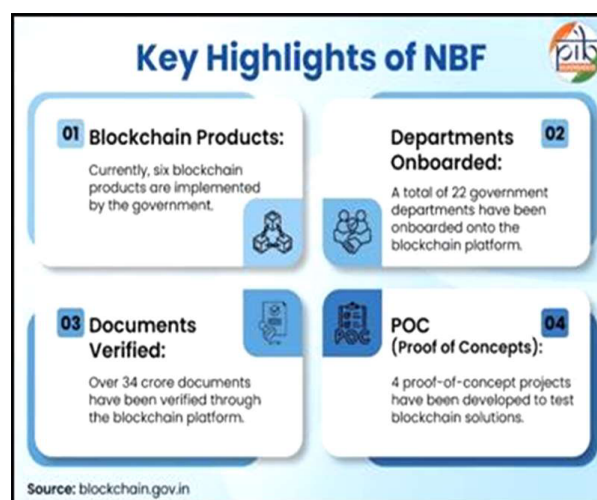 Key Highlights of NBF
pib
01 Blockchain Products:
Currently, six blockchain
products are implemented
by the government.
Departments 02
Onboarded:
A total of 22 government
departments have been
onboarded onto the
blockchain platform.
03 Documents
Verified:
Over 34 crore documents
have been verified through
the blockchain platform.
POC
POC 04
(Proof of Concepts):
4 proof-of-concept projects
have been developed to test
blockchain solutions.
Source: blockchain.gov.in